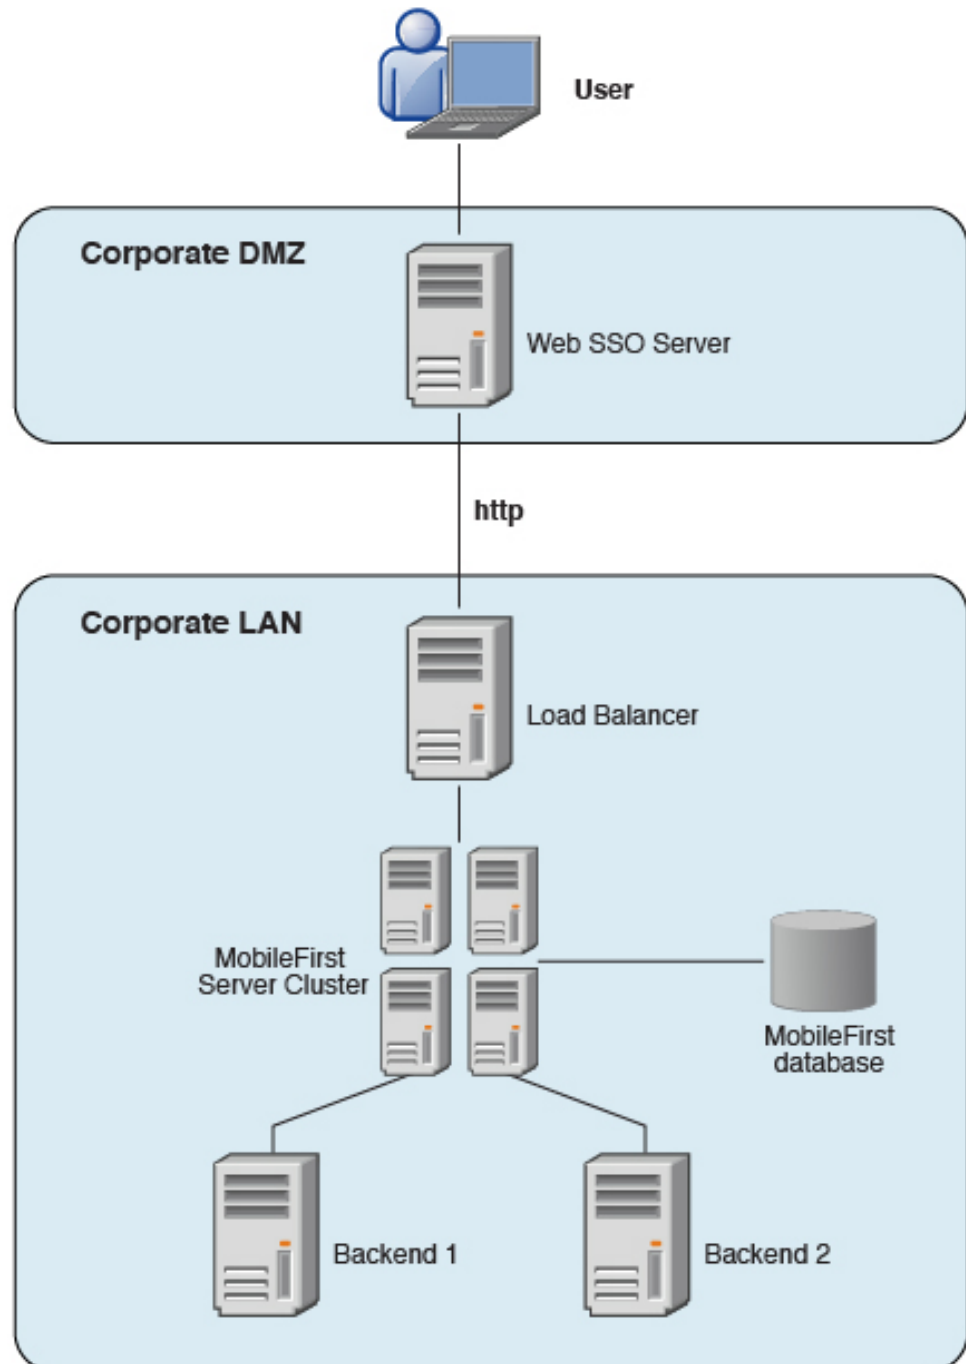 User
Corporate DMZ
Web SSO Server
http
Corporate LAN
Load Balancer
MobileFirst
Server Cluster
MobileFirst
database
Backend 1
Backend 2